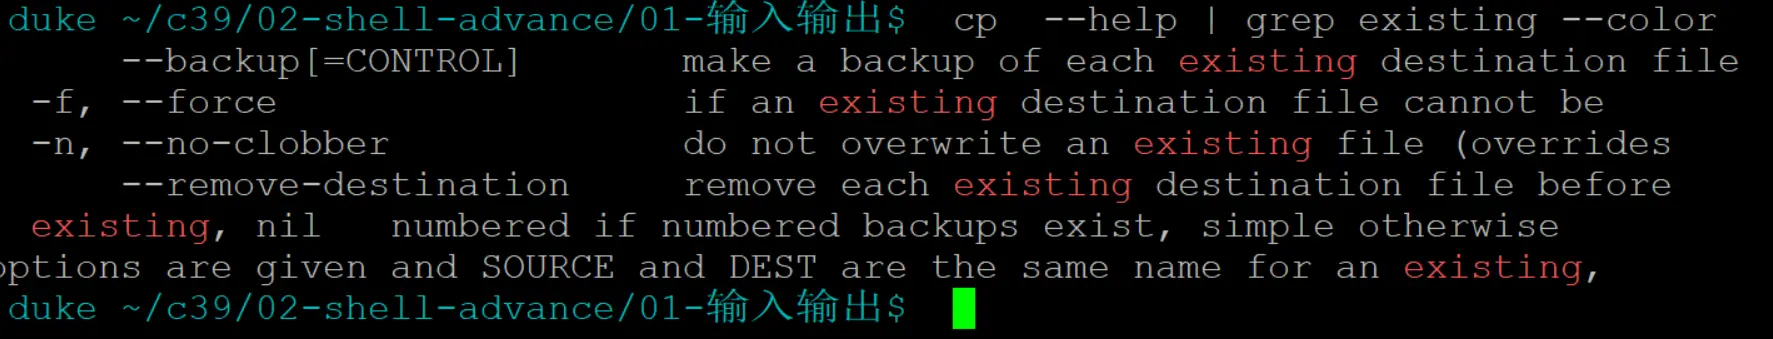 duke ~/c39/02-shell-advance/01-输入输出$  cp  --help | grep existing --color
     --backup[=CONTROL]       make a backup of each existing destination file
 -f, --force                  if an existing destination file cannot be
 -n, --no-clobber             do not overwrite an existing file (overrides
     --remove-destination     remove each existing destination file before
 existing, nil   numbered if numbered backups exist, simple otherwise
options are given and SOURCE and DEST are the same name for an existing,
duke ~/c39/02-shell-advance/01-输入输出$